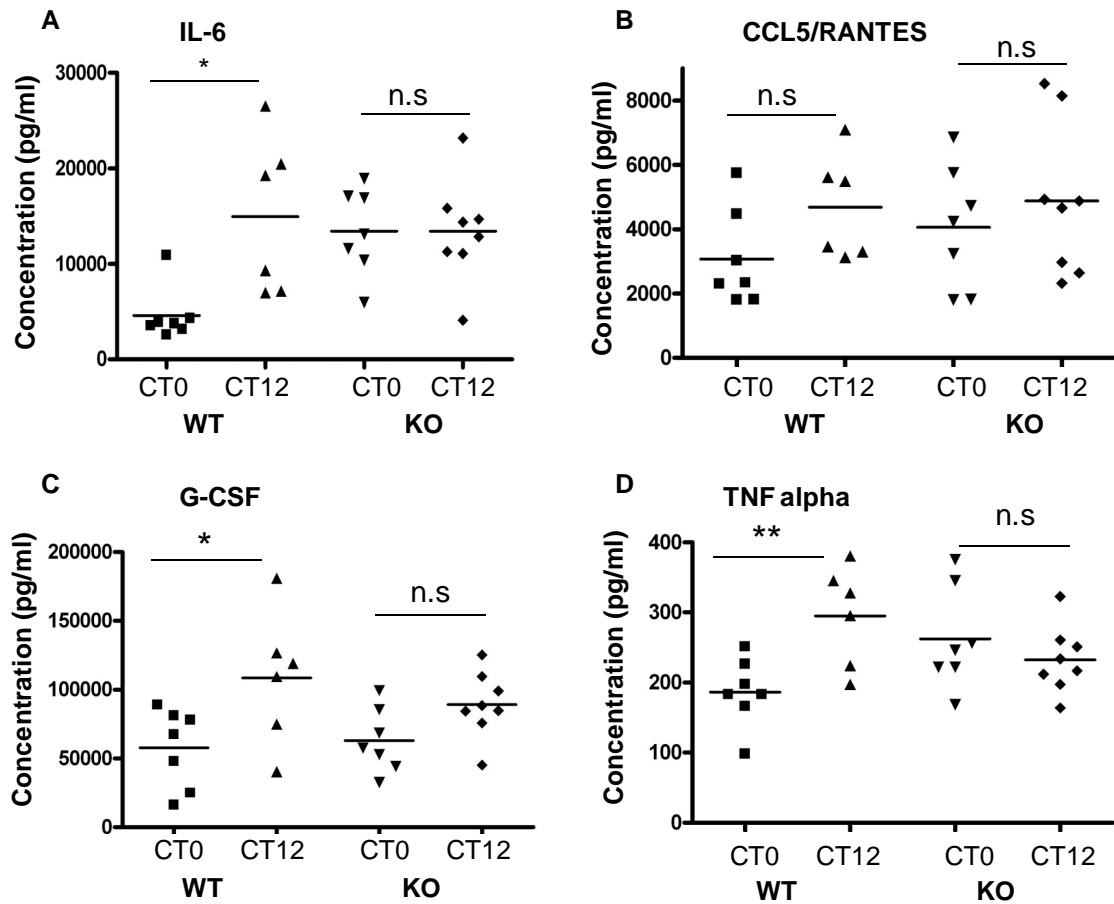 A
IL-6
Concentration (pg/ml)
30000
20000
10000
0
*
n.s
CT0 CT12 CT0 CT12
WT KO
B
CCL5/RANTES
Concentration (pg/ml)
8000
6000
4000
2000
0
n.s
n.s
CT0 CT12 CT0 CT12
WT KO
C
G-CSF
Concentration (pg/ml)
200000
150000
100000
50000
0
*
n.s
CT0 CT12 CT0 CT12
WT KO
D
TNF alpha
Concentration (pg/ml)
400
300
200
100
0
**
n.s
CT0 CT12 CT0 CT12
WT KO